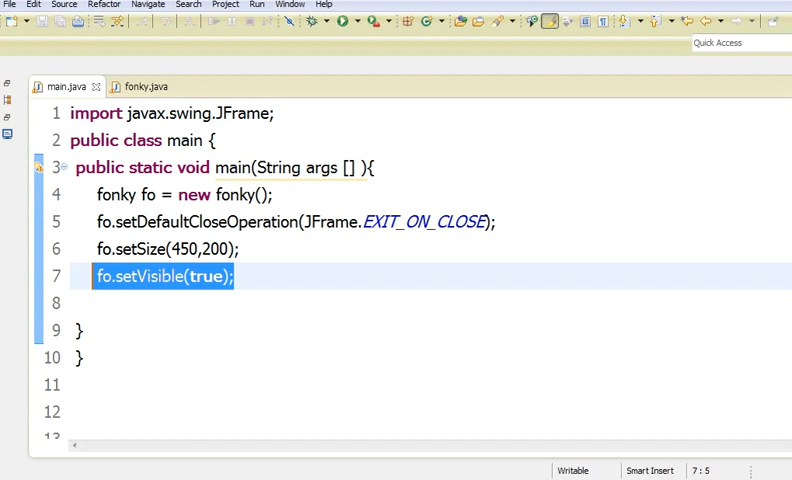 File Edit Source Refactor Navigate Search Project Run Window Help
Quick Access
main.java fonky.java
1 import javax.swing.JFrame;
2 public class main {
3 public static void main(String args [] ){
4 fonky fo = new fonky();
5 fo.setDefaultCloseOperation(JFrame.EXIT_ON_CLOSE);
6 fo.setSize(450,200);
7 fo.setVisible(true);
8
9 }
10 }
11
12
13
Writable Smart Insert 7 : 5